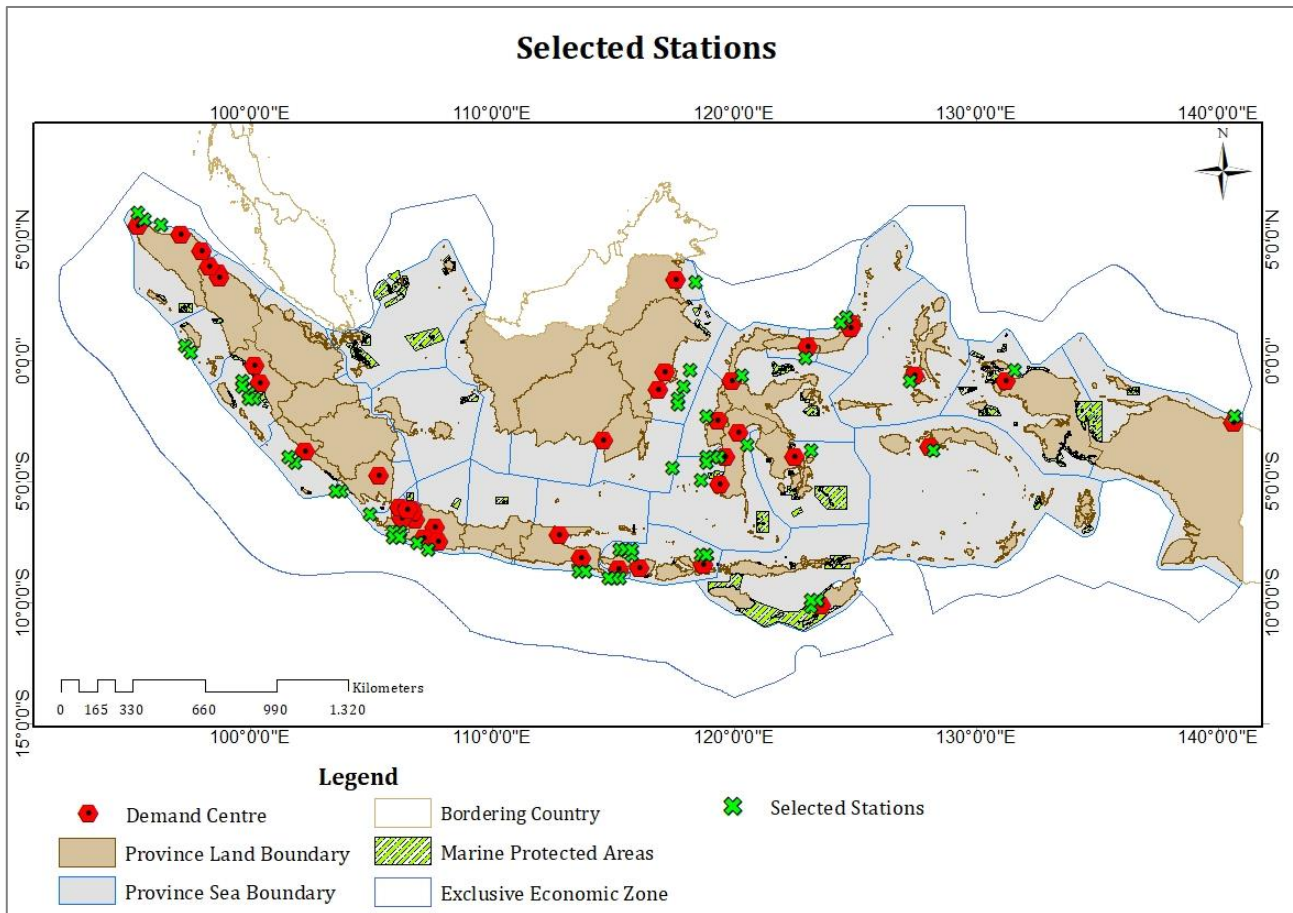 Selected Stations
100°0'0"E 110°0'0"E 120°0'0"E 130°0'0"E 140°0'0"E
N
5°0'0"N 5°0'0"N
0°0'0" 0°0'0"
5°0'0"S 5°0'0"S
10°0'0"S 10°0'0"S
15°0'0"S
Kilometers
0 165 330 660 990 1.320
100°0'0"E 110°0'0"E 120°0'0"E 130°0'0"E 140°0'0"E
Legend
Demand Centre Bordering Country Selected Stations
Province Land Boundary Marine Protected Areas
Province Sea Boundary Exclusive Economic Zone